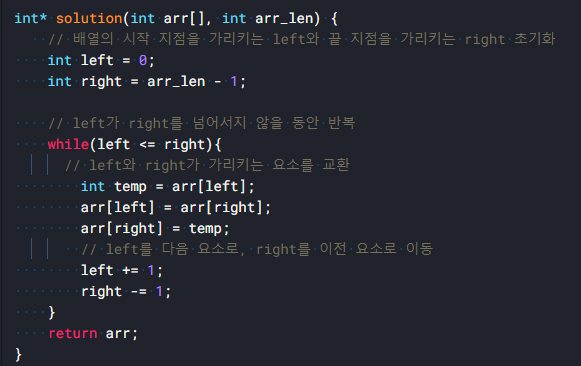 int* solution(int arr[], int arr_len) {
// 배열의 시작 지점을 가리키는 left와 끝 지점을 가리키는 right 초기화
int left = 0;
int right = arr_len - 1;
// left가 right를 넘어서지 않을 동안 반복
while(left <= right){
// left와 right가 가리키는 요소를 교환
int temp = arr[left];
arr[left] = arr[right];
arr[right] = temp;
// left를 다음 요소로, right를 이전 요소로 이동
left += 1;
right -= 1;
}
return arr;
}